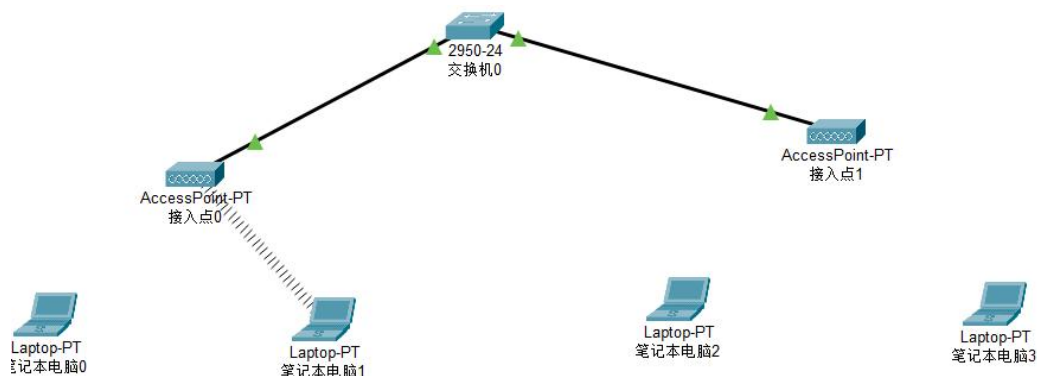 2950-24
交换机0
AccessPoint-PT
接入点1
AccessPoint-PT
接入点0
Laptop-PT
笔记本电脑0
Laptop-PT
笔记本电脑1
Laptop-PT
笔记本电脑2
Laptop-PT
笔记本电脑3